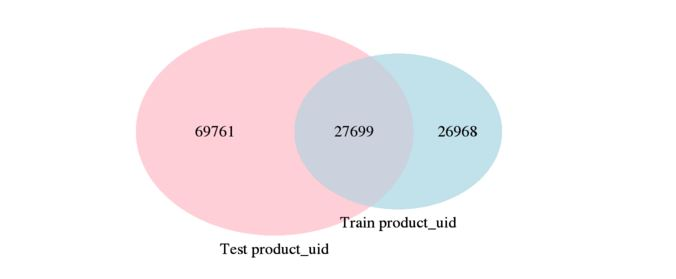 69761
27699
26968
Train product_uid
Test product_uid